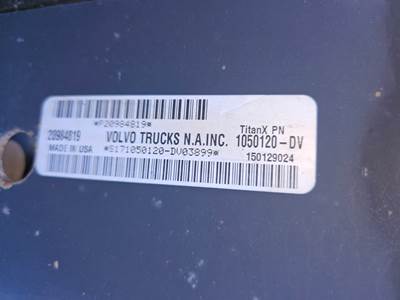 *P20984819*
20984819 VOLVO TRUCKS N.A.INC. TitanX PN 1050120-DV
MADE IN USA *S171050120-DV03899* 150129024